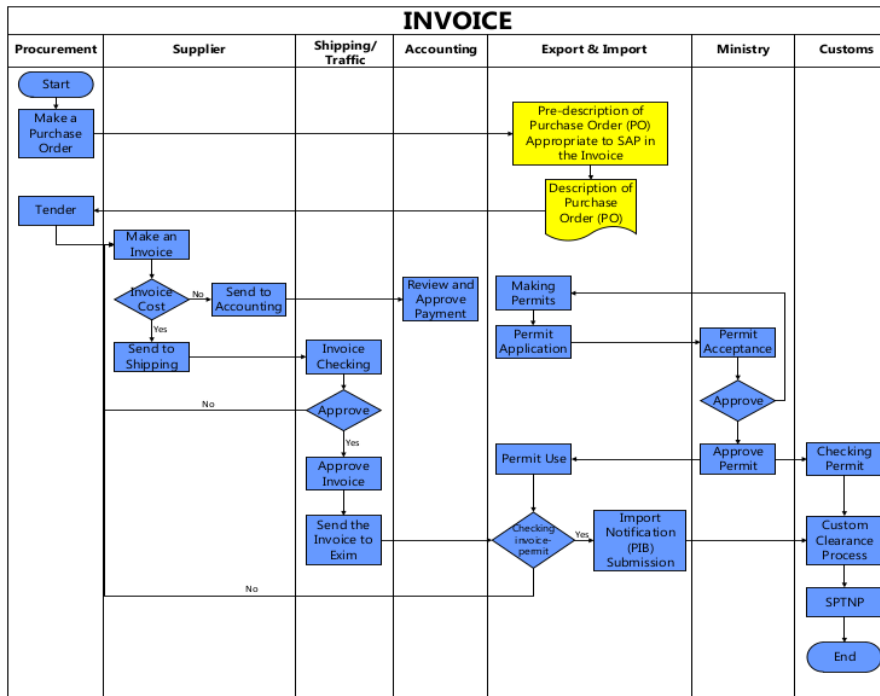 INVOICE
Procurement
Supplier
Shipping/
Traffic
Accounting
Export & Import
Ministry
Customs
Start
Make a
Purchase
Order
Pre-description of
Purchase Order (PO)
Appropriate to SAP in
the Invoice
Description of
Purchase
Order (PO)
Tender
Make an
Invoice
Invoice
Cost
No
Send to
Accounting
Review and
Approve
Payment
Making
Permits
Yes
Send to
Shipping
Invoice
Checking
Permit
Application
Permit
Acceptance
No
Approve
Approve
Yes
Approve
Invoice
Permit Use
Approve
Permit
Checking
Permit
Send the
Invoice to
Exim
Checking
invoice-
permit
Yes
Import
Notification
(PIB)
Submission
Custom
Clearance
Process
No
SPTNP
End